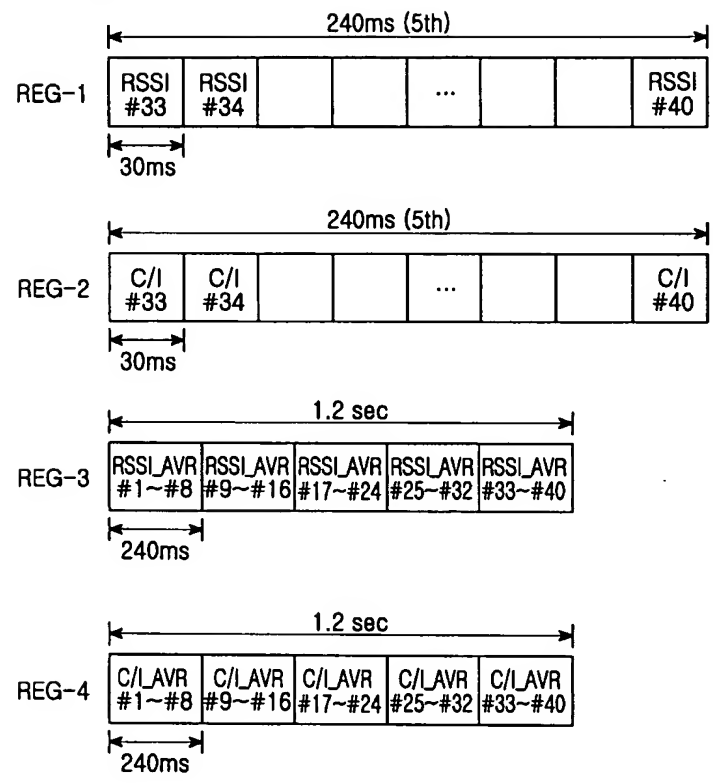 240ms (5th)
REG-1
RSSI #33
RSSI #34
...
RSSI #40
30ms
240ms (5th)
REG-2
C/I #33
C/I #34
...
C/I #40
30ms
1.2 sec
REG-3
RSSI_AVR #1~#8
RSSI_AVR #9~#16
RSSI_AVR #17~#24
RSSI_AVR #25~#32
RSSI_AVR #33~#40
240ms
1.2 sec
REG-4
C/I_AVR #1~#8
C/I_AVR #9~#16
C/I_AVR #17~#24
C/I_AVR #25~#32
C/I_AVR #33~#40
240ms